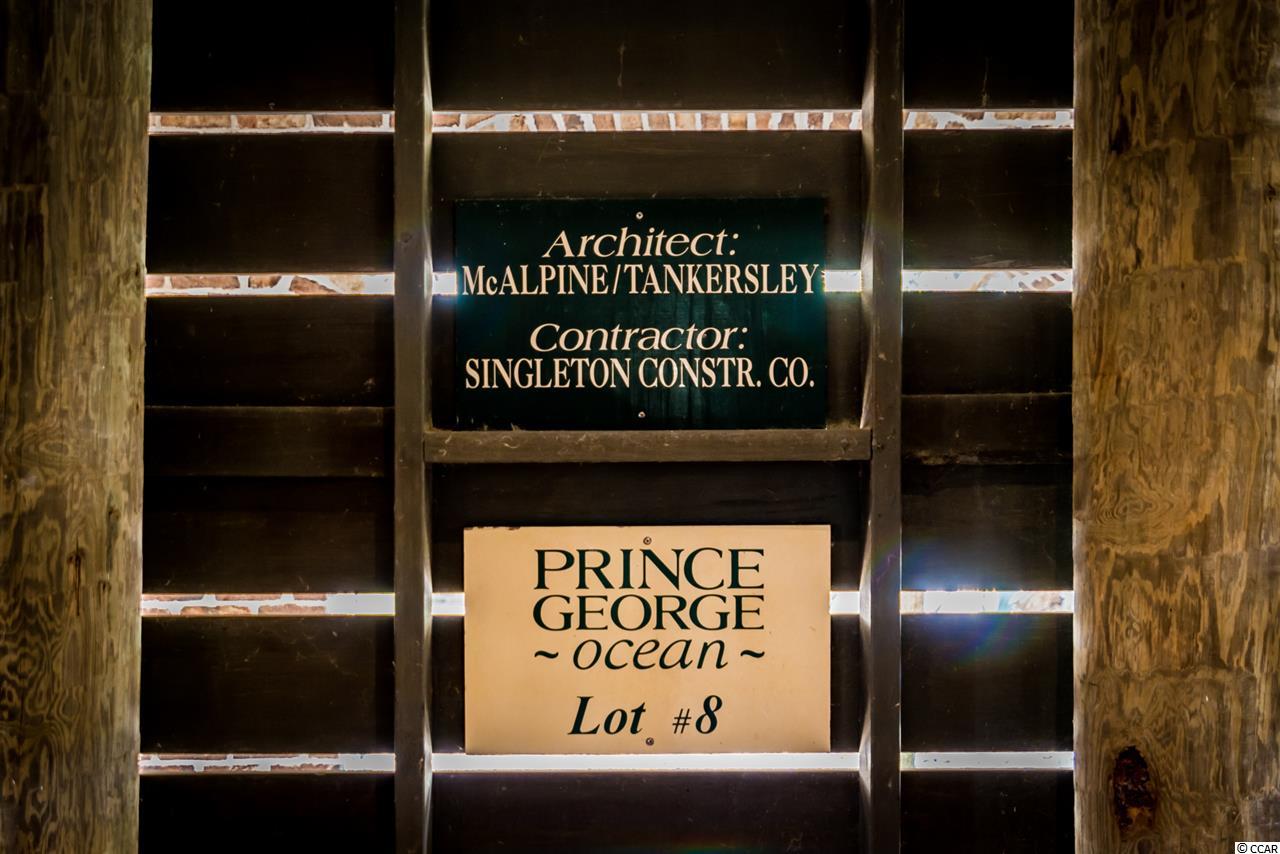 Architect:
McALPINE/TANKERSLEY
Contractor:
SINGLETON CONSTR. CO.
PRINCE
GEORGE
~ ocean ~
Lot #8
© CCAR